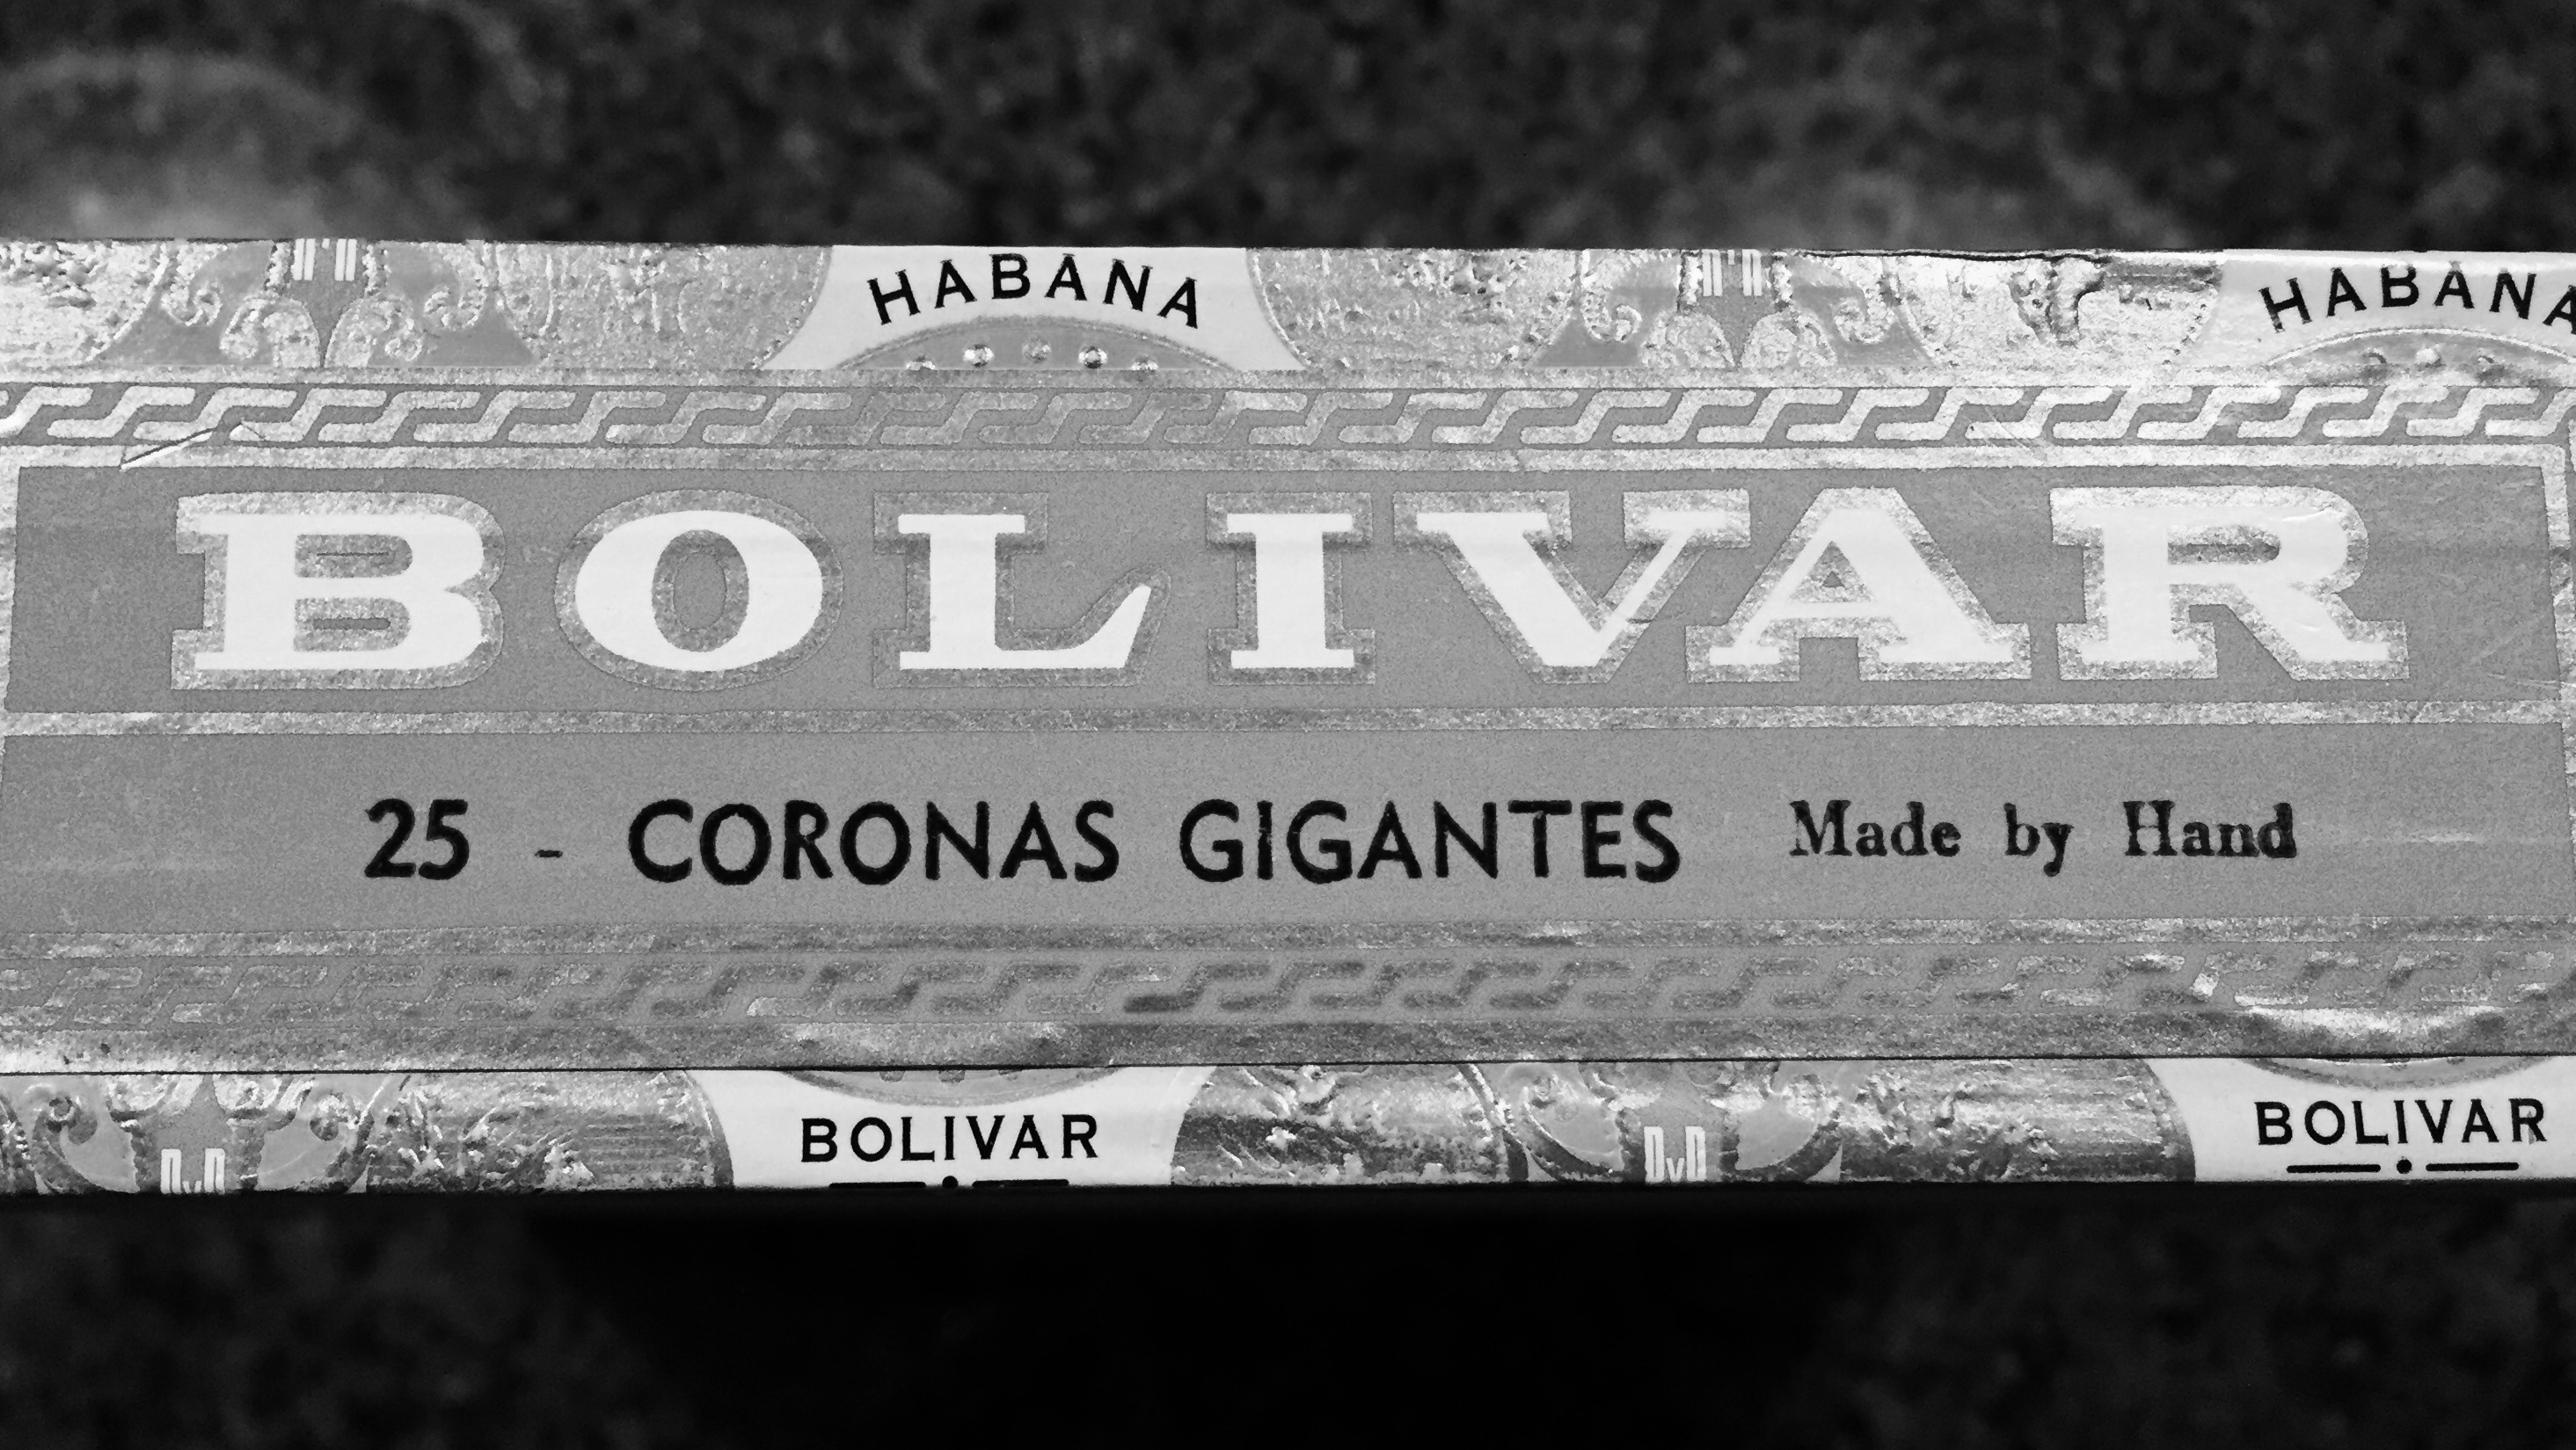 HABANA HABANA
BOLIVAR
25 - CORONAS GIGANTES Made by Hand
BOLIVAR BOLIVAR